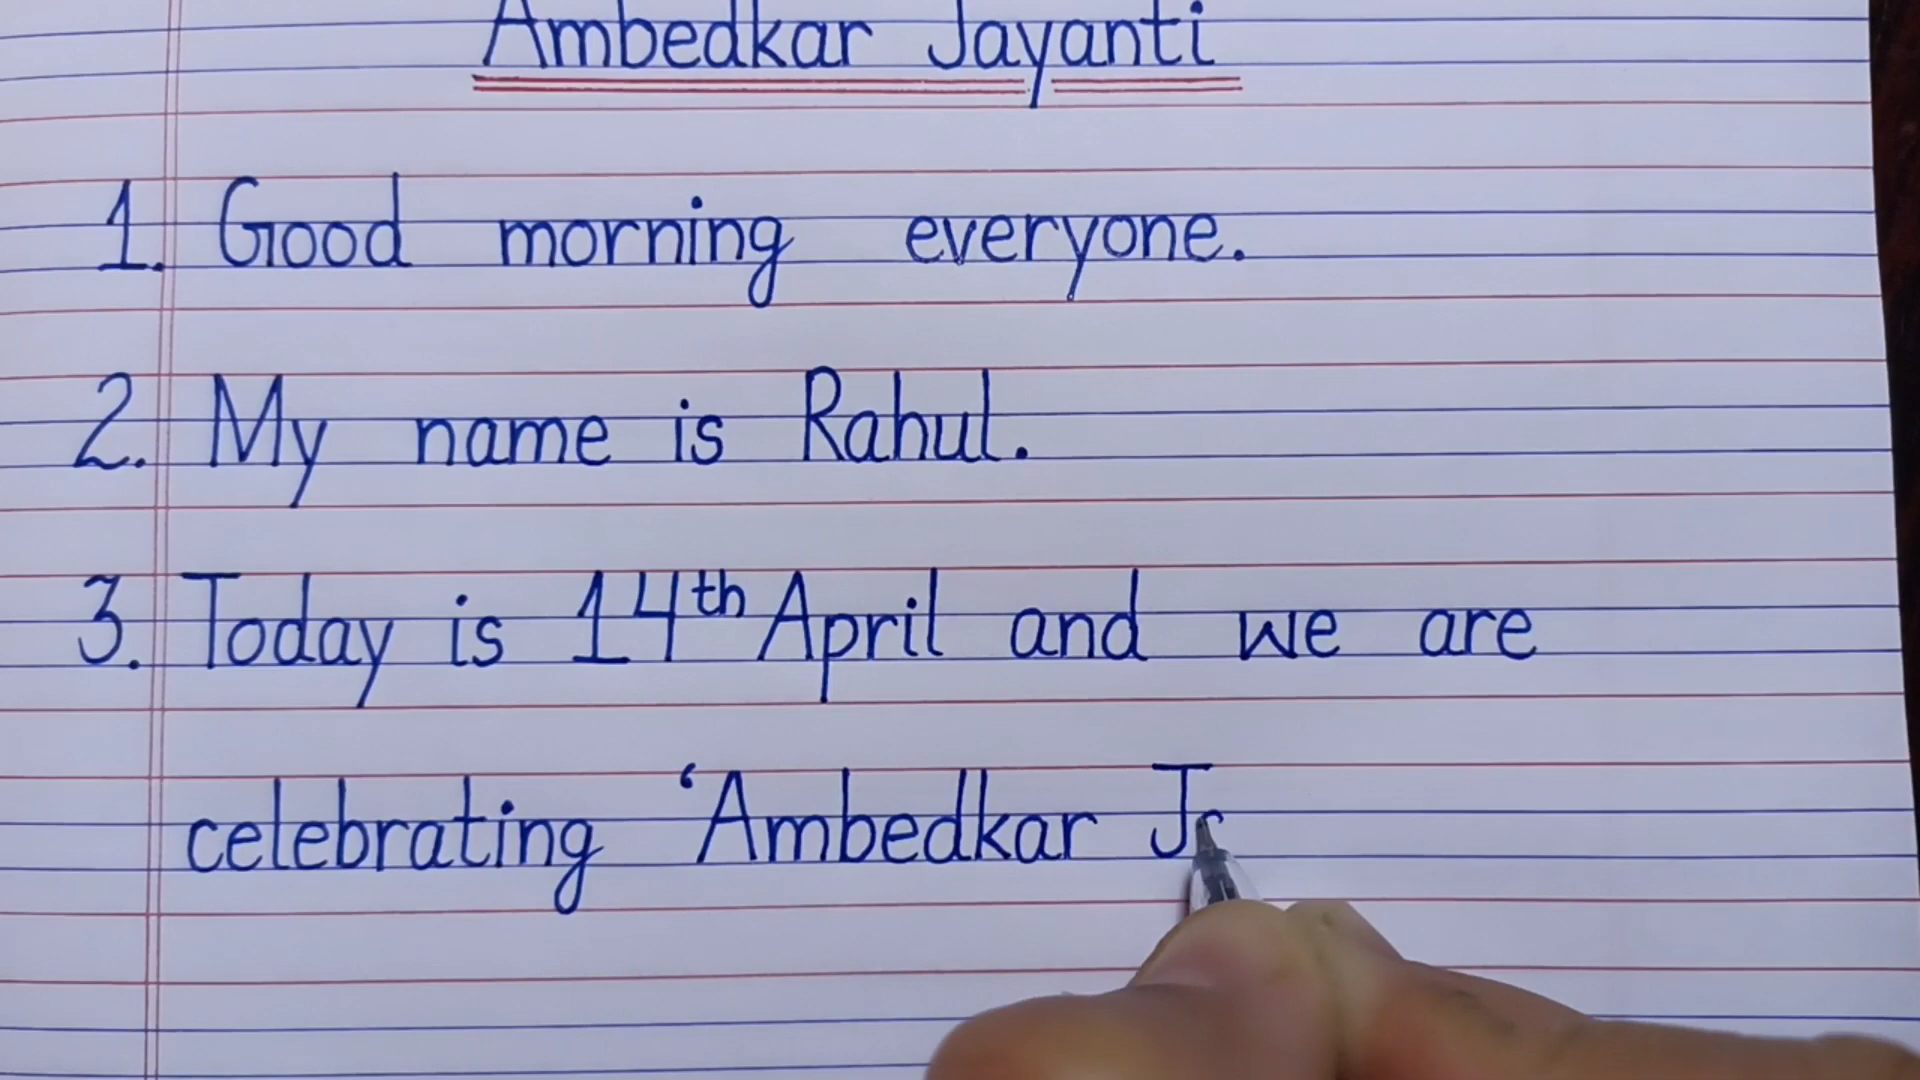 Ambedkar Jayanti
1. Good morning everyone.
2. My name is Rahul.
3. Today is 14th April and we are
celebrating ‘Ambedkar J